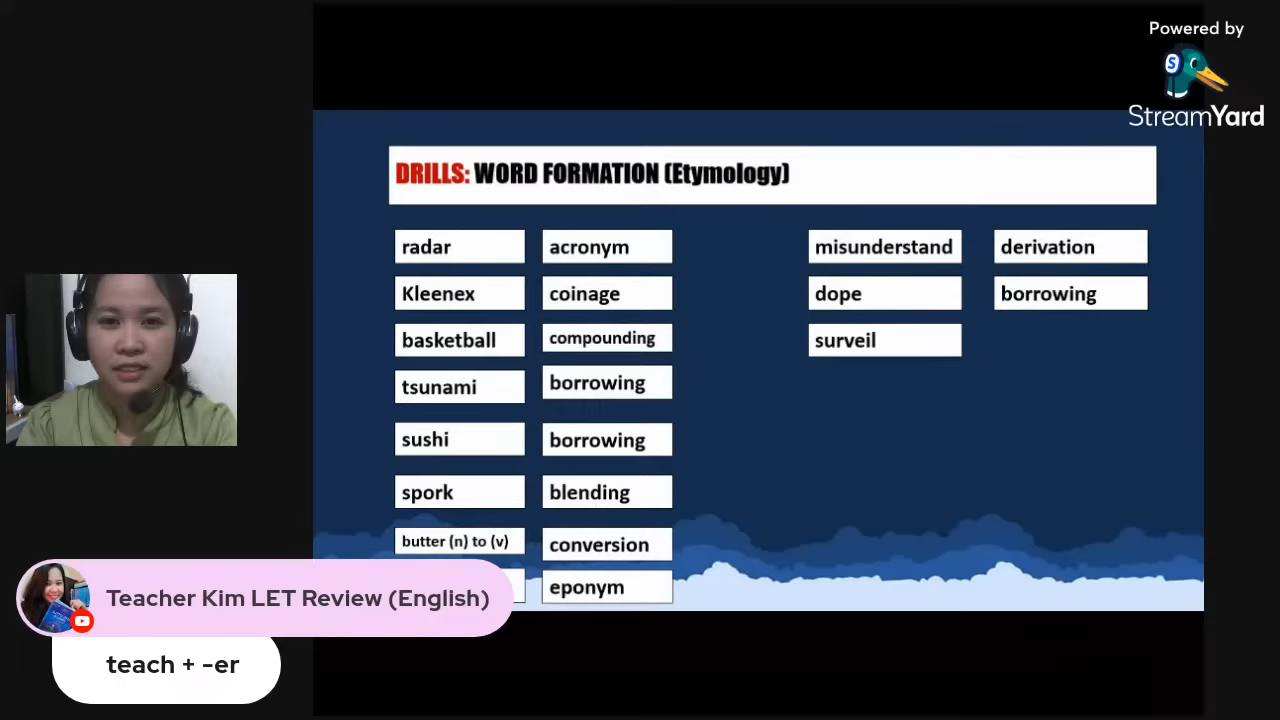 Powered by
StreamYard
DRILLS: WORD FORMATION (Etymology)
radar
acronym
Kleenex
coinage
basketball
compounding
tsunami
borrowing
sushi
borrowing
spork
blending
butter (n) to (v)
conversion
eponym
misunderstand
derivation
dope
borrowing
surveil
Teacher Kim LET Review (English)
teach + -er